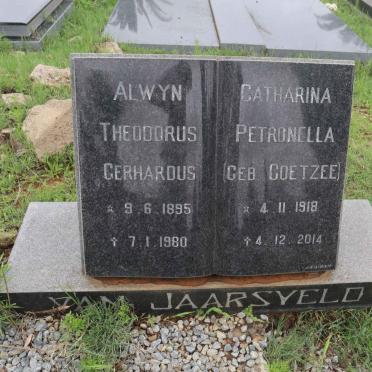 ALWYN
THEODORUS
GERHARDUS
* 9.6.1895
† 7.1.1980
CATHARINA
PETRONELLA
(GEB COETZEE)
* 4.11.1918
† 4.12.2014
VAN JAARSVELD